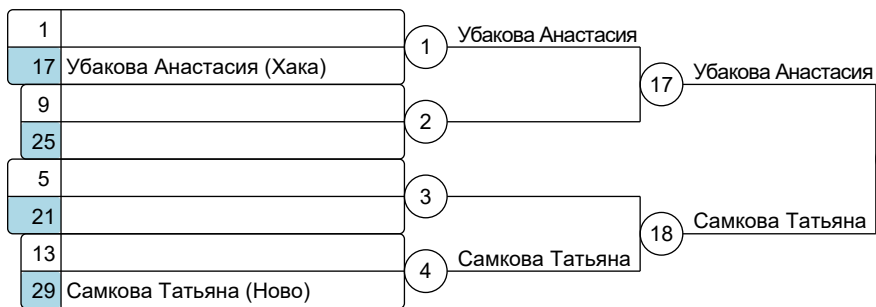 1
17 Убакова Анастасия (Хака)
9
25
5
21
13
29 Самкова Татьяна (Ново)
1 Убакова Анастасия
2
3
4 Самкова Татьяна
17 Убакова Анастасия
18 Самкова Татьяна